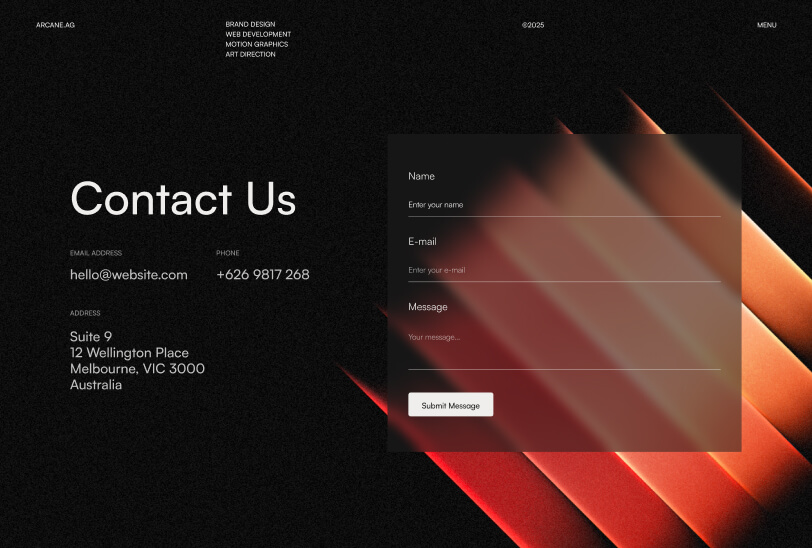 ARCANE.AG
BRAND DESIGN
WEB DEVELOPMENT
MOTION GRAPHICS
ART DIRECTION
©2025
MENU
Contact Us
EMAIL ADDRESS
PHONE
hello@website.com
+626 9817 268
ADDRESS
Suite 9
12 Wellington Place
Melbourne, VIC 3000
Australia
Name
Enter your name
E-mail
Enter your e-mail
Message
Your message...
Submit Message